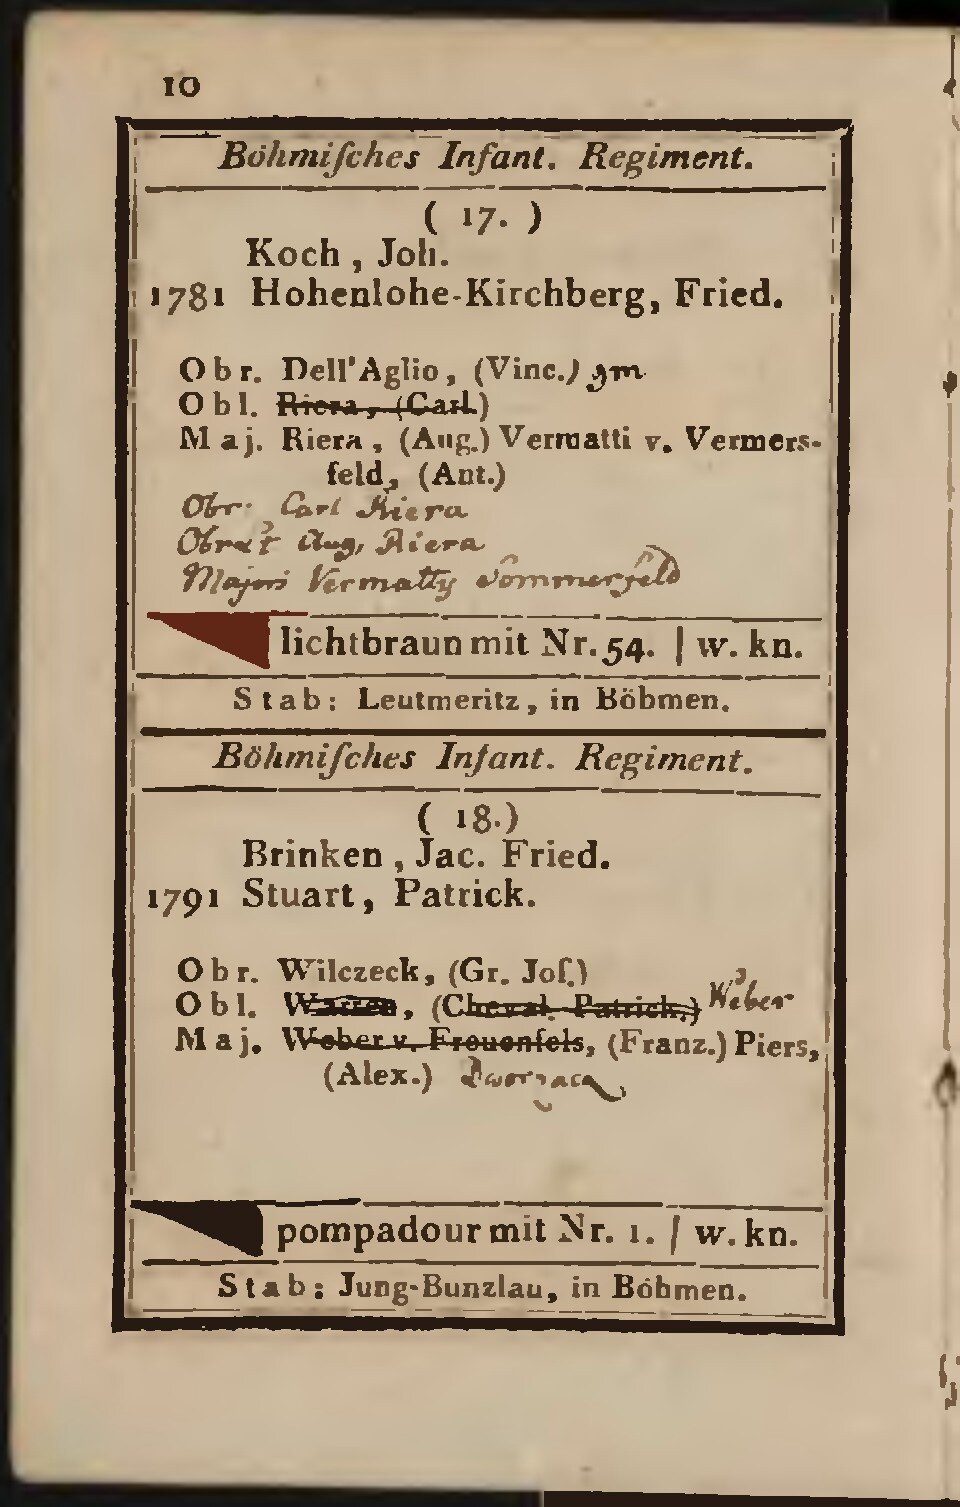 10
Böhmiſches Infant. Regiment.
( 17. )
Koch, Joh.
1781 Hohenlohe-Kirchberg, Fried.
Obr. Dell'Aglio, (Vinc.) gm
Obl. Riera, (Carl.)
Maj. Riera, (Aug.) Vermatti v. Vermers-
feld, (Ant.)
Obr. Carl Riera
Obrst Aug, Riera
Majors Vermatty Sommerfeld
lichtbraun mit Nr. 54. | w. kn.
Stab: Leutmeritz, in Böhmen.
Böhmiſches Infant. Regiment.
( 18.)
Brinken, Jac. Fried.
1791 Stuart, Patrick.
Obr. Wilczeck, (Gr. Joſ.)
Obl. Warren, (Cheval. Patrick.) Weber
Maj. Weber v. Freuenfels, (Franz.) Piers,
(Alex.)
pompadour mit Nr. 1. / w. kn.
Stab: Jung-Bunzlau, in Böhmen.